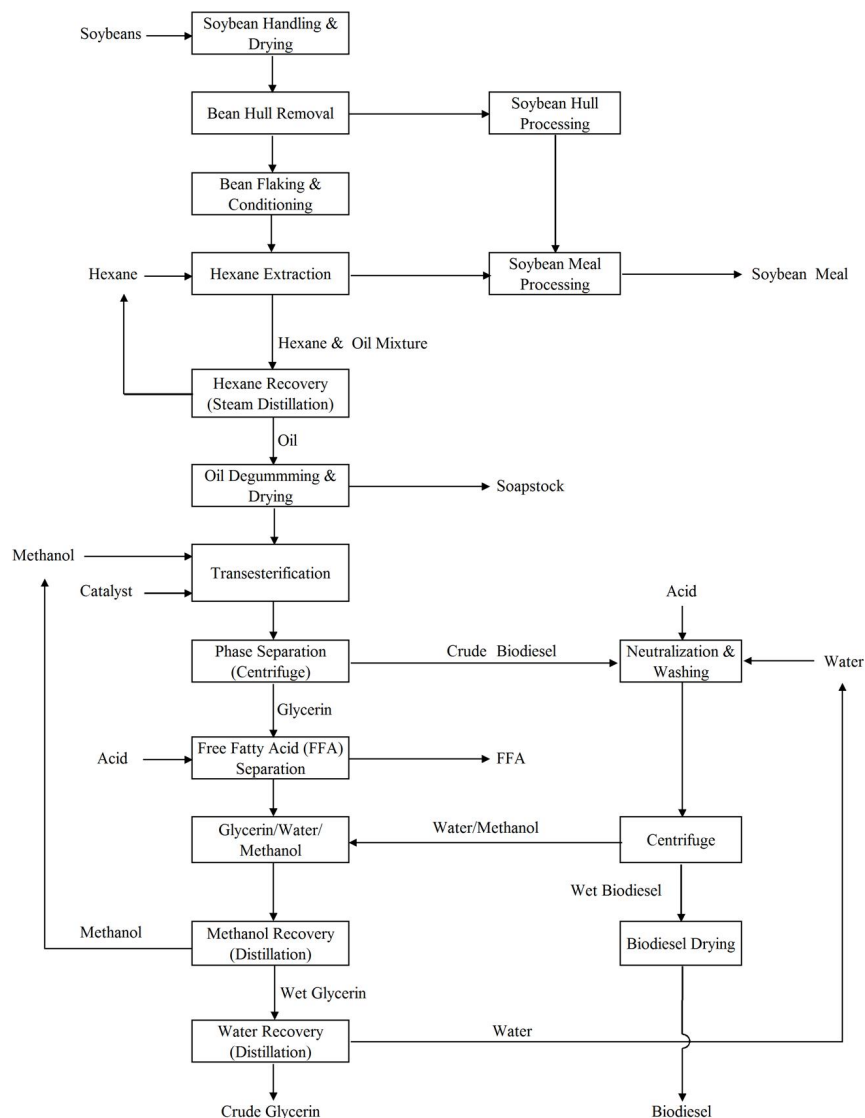 Soybeans
Soybean Handling &
Drying
Bean Hull Removal
Soybean Hull
Processing
Bean Flaking &
Conditioning
Hexane
Hexane Extraction
Soybean Meal
Processing
Soybean Meal
Hexane & Oil Mixture
Hexane Recovery
(Steam Distillation)
Oil
Oil Degummming &
Drying
Soapstock
Methanol
Transesterification
Catalyst
Acid
Phase Separation
(Centrifuge)
Crude Biodiesel
Neutralization &
Washing
Water
Glycerin
Acid
Free Fatty Acid (FFA)
Separation
FFA
Glycerin/Water/
Methanol
Water/Methanol
Centrifuge
Wet Biodiesel
Methanol
Methanol Recovery
(Distillation)
Biodiesel Drying
Wet Glycerin
Water Recovery
(Distillation)
Water
Crude Glycerin
Biodiesel